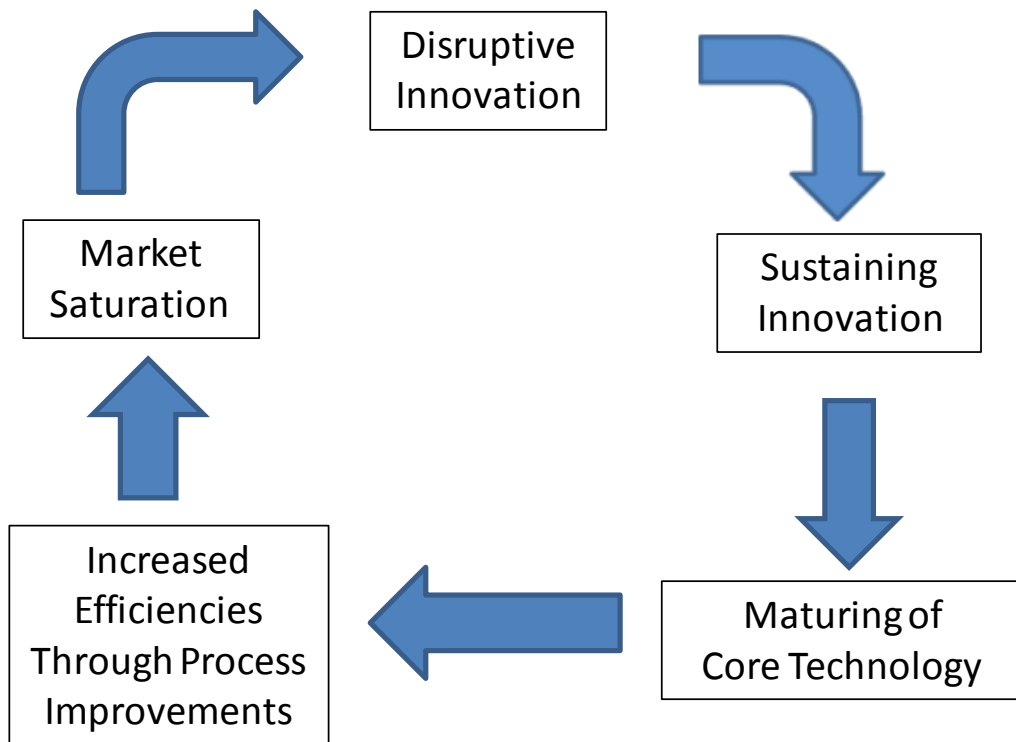 Disruptive
Innovation
Sustaining
Innovation
Maturing of
Core Technology
Increased
Efficiencies
Through Process
Improvements
Market
Saturation